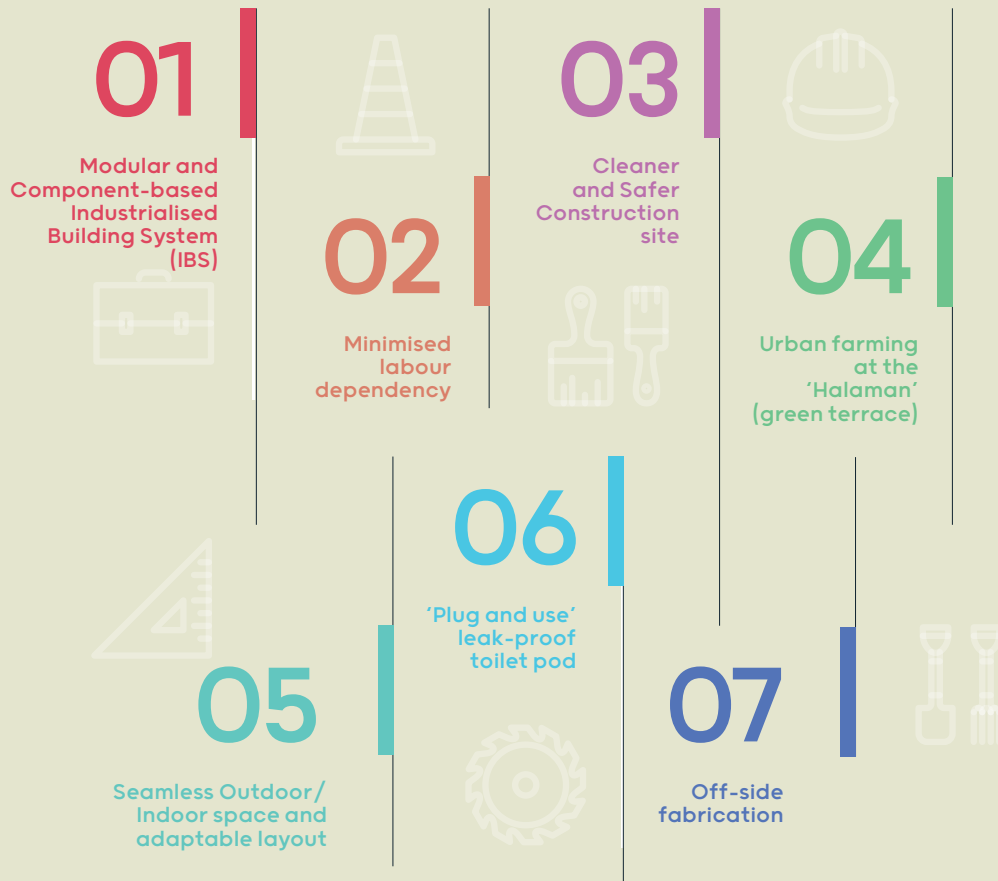 01
Modular and
Component-based
Industrialised
Building System
(IBS)
02
Minimised
labour
dependency
03
Cleaner
and Safer
Construction
site
04
Urban farming
at the
‘Halaman’
(green terrace)
05
Seamless Outdoor/
Indoor space and
adaptable layout
06
‘Plug and use’
leak-proof
toilet pod
07
Off-side
fabrication